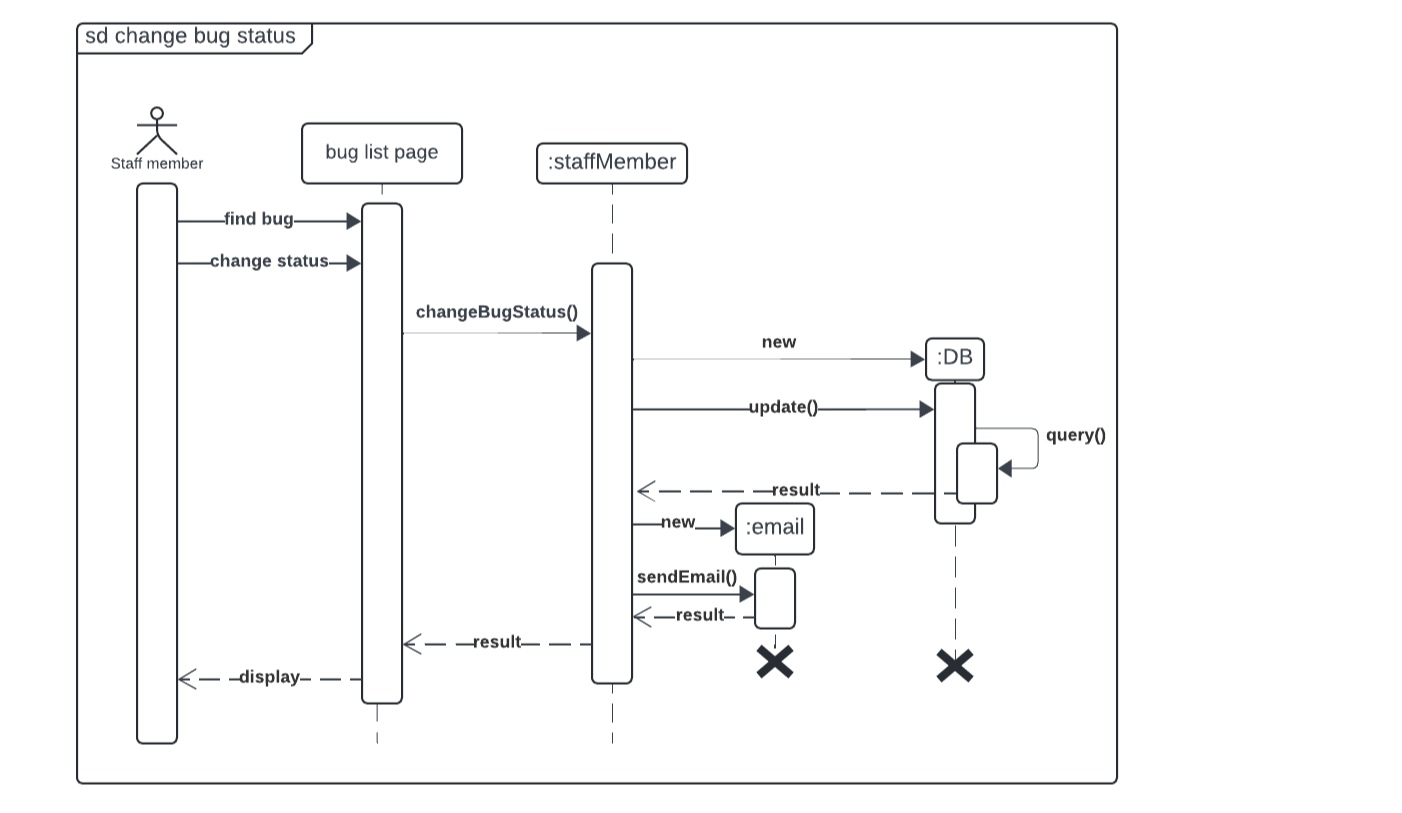 sd change bug status
Staff member
bug list page
:staffMember
find bug
change status
changeBugStatus()
new
:DB
update()
query()
result
new
:email
sendEmail()
result
result
display